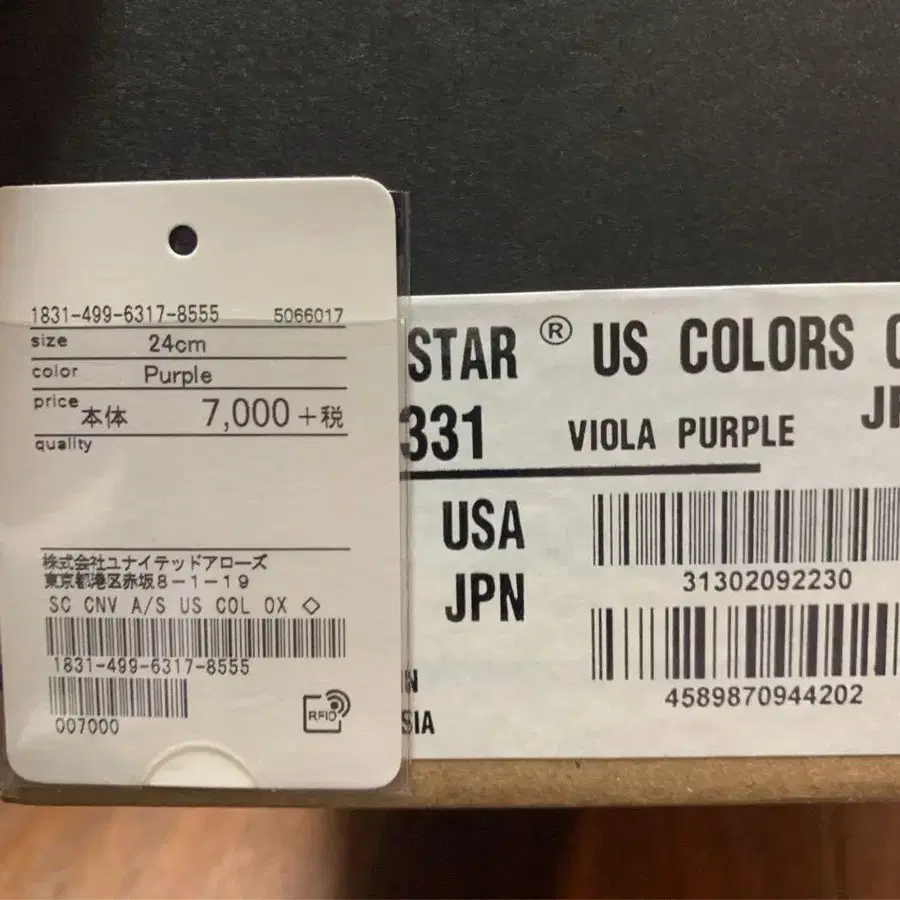 1831-499-6317-8555 5066017
size 24cm
color Purple
price 本体 7,000+税
quality
株式会社ユナイテッドアローズ
東京都港区赤坂8-1-19
SC CNV A/S US COL OX ◇
1831-499-6317-8555
007000
RFID
STAR® US COLORS
331 VIOLA PURPLE JP
USA
JPN
31302092230
4589870944202
N
SIA